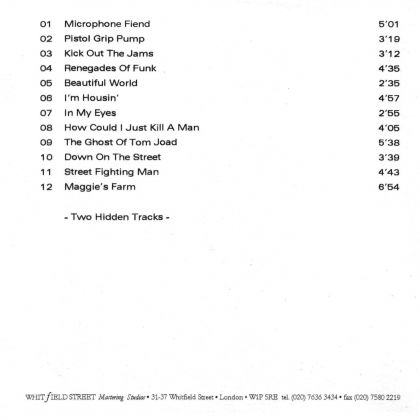 01 Microphone Fiend 5'01
02 Pistol Grip Pump 3'19
03 Kick Out The Jams 3'12
04 Renegades Of Funk 4'35
05 Beautiful World 2'35
06 I'm Housin' 4'57
07 In My Eyes 2'55
08 How Could I Just Kill A Man 4'05
09 The Ghost Of Tom Joad 5'38
10 Down On The Street 3'39
11 Street Fighting Man 4'43
12 Maggie's Farm 6'54
- Two Hidden Tracks -
WHITfIELD STREET Mastering Studios • 31-37 Whitfield Street • London • W1P 5RE tel. (020) 7636 3434 • fax (020) 7580 2219